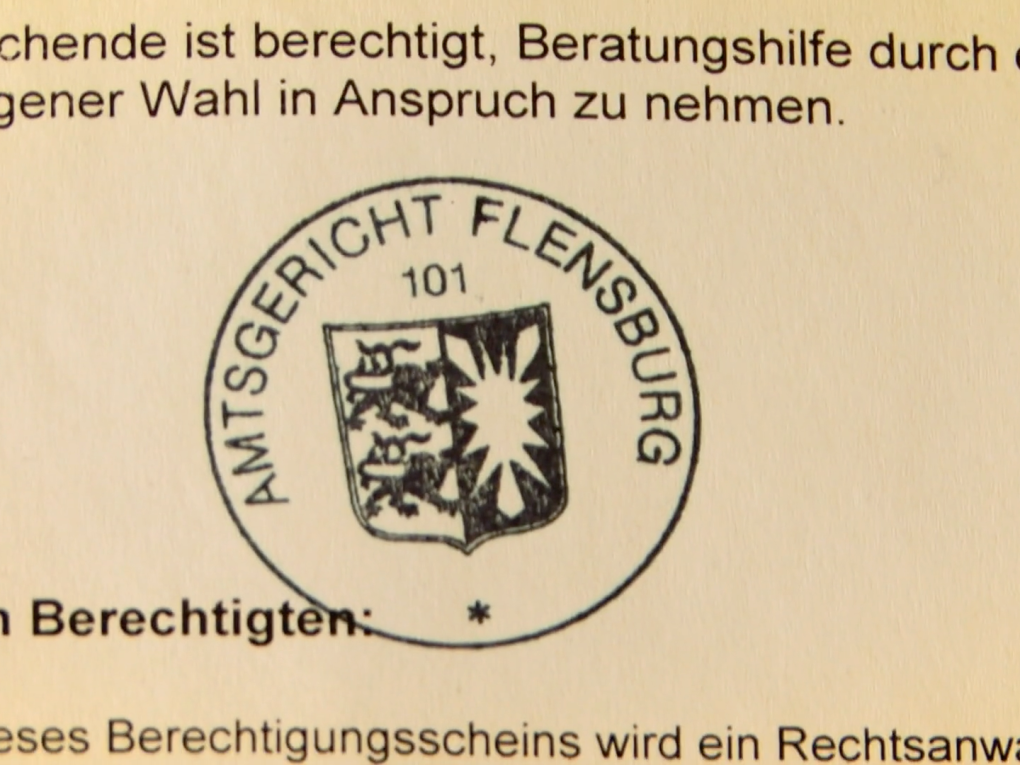 chende ist berechtigt, Beratungshilfe durch
gener Wahl in Anspruch zu nehmen.
AMTSGERICHT FLENSBURG
101
*
n Berechtigten:
eses Berechtigungsscheins wird ein Rechtsanwa